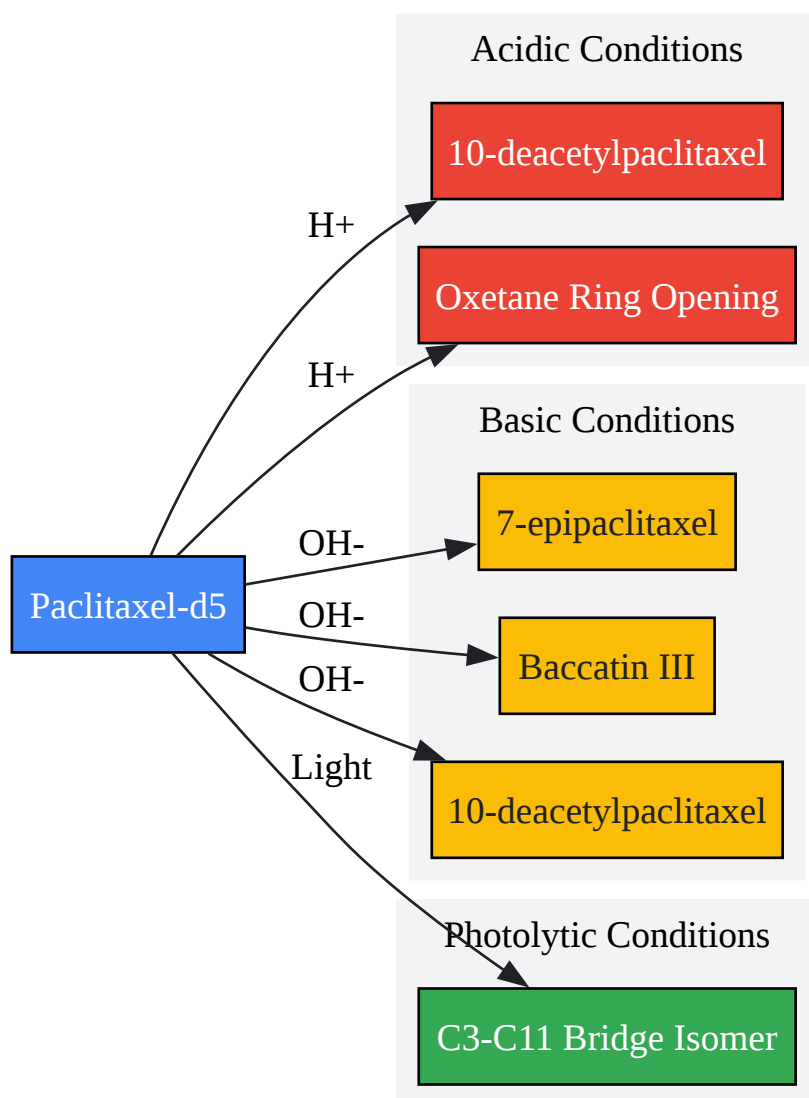 Acidic Conditions
10-deacetylpaclitaxel
H+
Oxetane Ring Opening
H+
Basic Conditions
7-epipaclitaxel
OH-
Paclitaxel-d5
OH-
Baccatin III
OH-
Light
10-deacetylpaclitaxel
Photolytic Conditions
C3-C11 Bridge Isomer